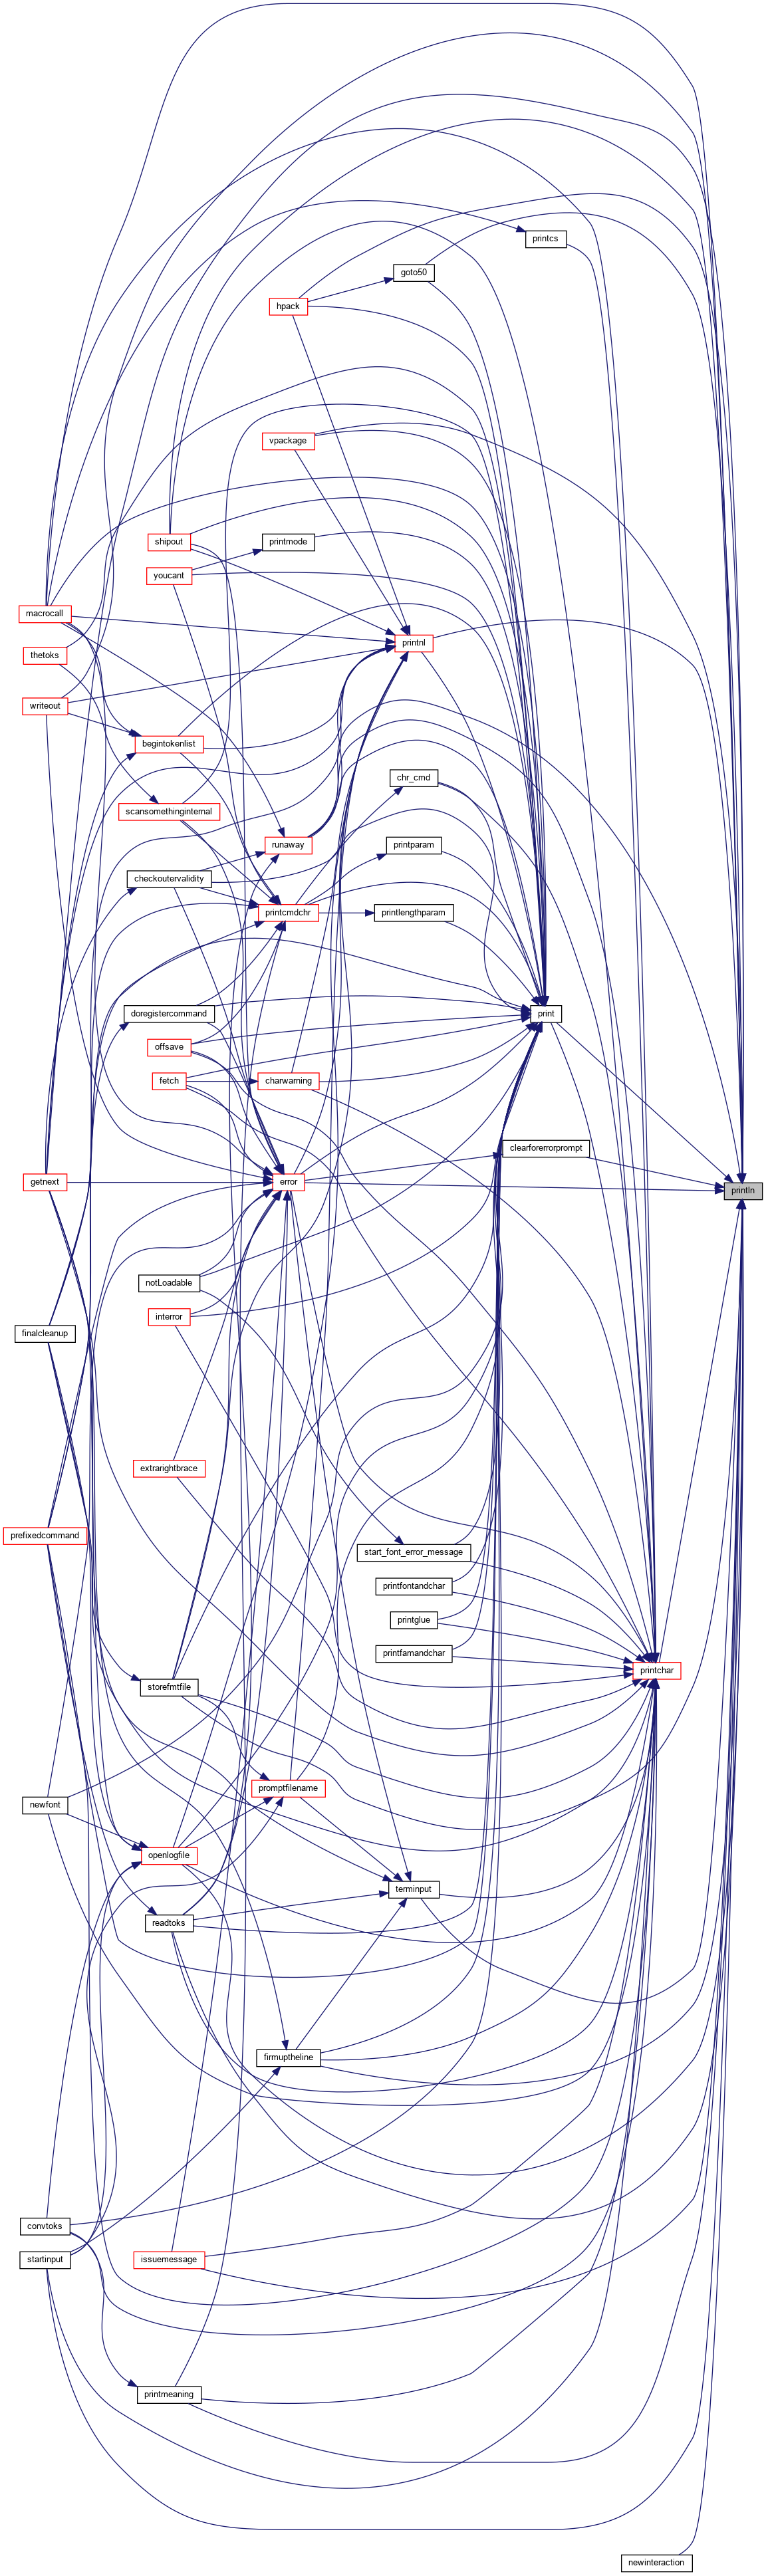 printcs
goto50
hpack
vpackage
shipout
printmode
youcant
macrocall
printnl
thetoks
writeout
begintokenlist
chr_cmd
scansomethinginternal
runaway
printparam
checkoutervalidity
printcmdchr
printlengthparam
doregistercommand
print
offsave
fetch
charwarning
clearforerrorprompt
getnext
error
println
notLoadable
interror
finalcleanup
extrarightbrace
prefixedcommand
start_font_error_message
printfontandchar
printglue
printfamandchar
printchar
storefmtfile
promptfilename
newfont
openlogfile
terminput
readtoks
firmuptheline
convtoks
startinput
issuemessage
printmeaning
newinteraction